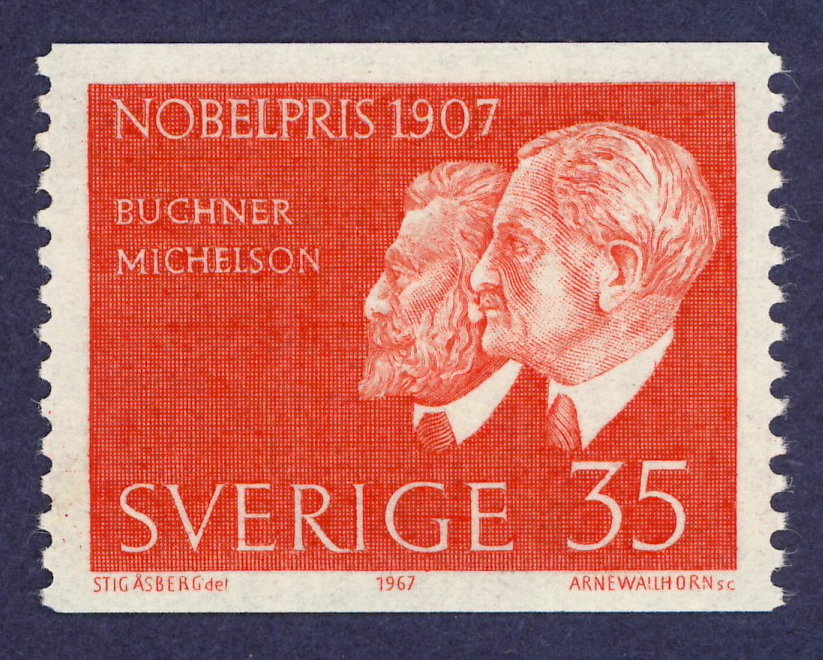 NOBELPRIS 1907
BUCHNER
MICHELSON
SVERIGE 35
STIG ÅSBERG del 1967 ARNE WALLHORN sc